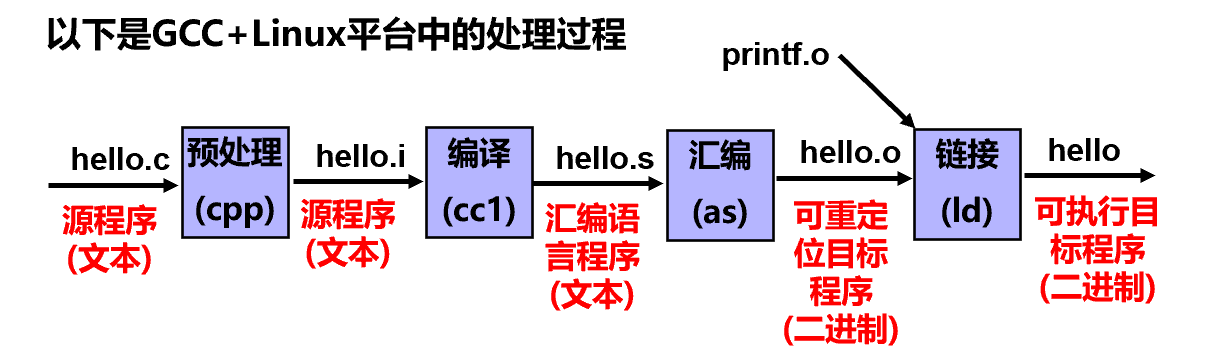 以下是GCC+Linux平台中的处理过程
printf.o
hello.c
预处理
(cpp)
hello.i
编译
(cc1)
hello.s
汇编
(as)
hello.o
链接
(ld)
hello
源程序
(文本)
源程序
(文本)
汇编语
言程序
(文本)
可重定
位目标
程序
(二进制)
可执行目
标程序
(二进制)